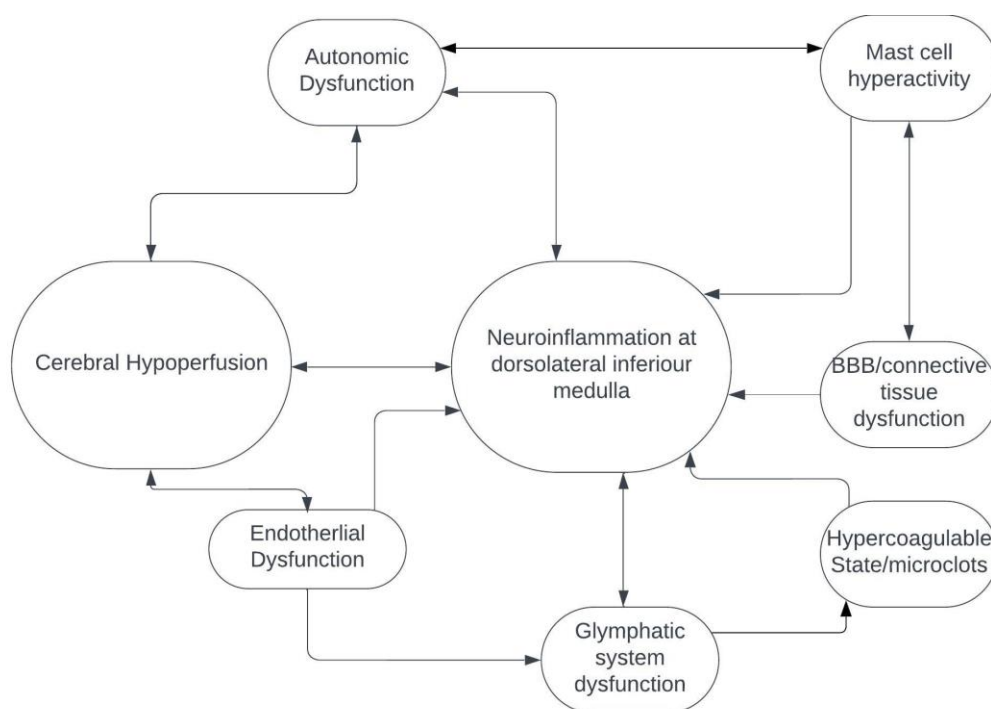 Autonomic
Dysfunction
Mast cell
hyperactivity
Cerebral Hypoperfusion
Neuroinflammation at
dorsolateral inferiour
medulla
BBB/connective
tissue
dysfunction
Endotherlial
Dysfunction
Hypercoagulable
State/microclots
Glymphatic
system
dysfunction